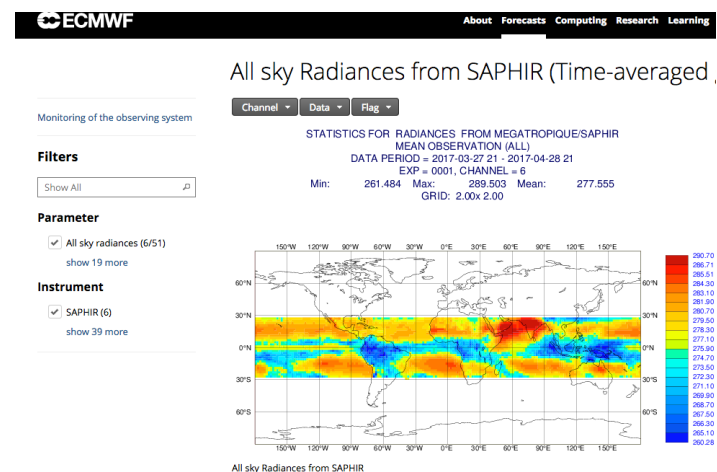 ECMWF
About Forecasts Computing Research Learning
All sky Radiances from SAPHIR (Time-averaged
Channel Data Flag
Monitoring of the observing system
Filters
Show All
Parameter
All sky radiances (6/51)
show 19 more
Instrument
SAPHIR (6)
show 39 more
STATISTICS FOR RADIANCES FROM MEGATROPIQUE/SAPHIR
MEAN OBSERVATION (ALL)
DATA PERIOD = 2017-03-27 21 - 2017-04-28 21
EXP = 0001, CHANNEL = 6
Min: 261.484 Max: 289.503 Mean: 277.555
GRID: 2.00x 2.00
150°W 120°W 90°W 60°W 30°W 0°E 30°E 60°E 90°E 120°E 150°E
60°N 60°N
30°N 30°N
0°N 0°N
30°S 30°S
60°S 60°S
150°W 120°W 90°W 60°W 30°W 0°E 30°E 60°E 90°E 120°E 150°E
290.70
286.71
285.51
284.30
283.10
281.90
280.70
279.50
278.30
277.10
275.90
274.70
273.50
272.30
271.10
269.90
268.70
267.50
266.30
265.10
260.28
All sky Radiances from SAPHIR